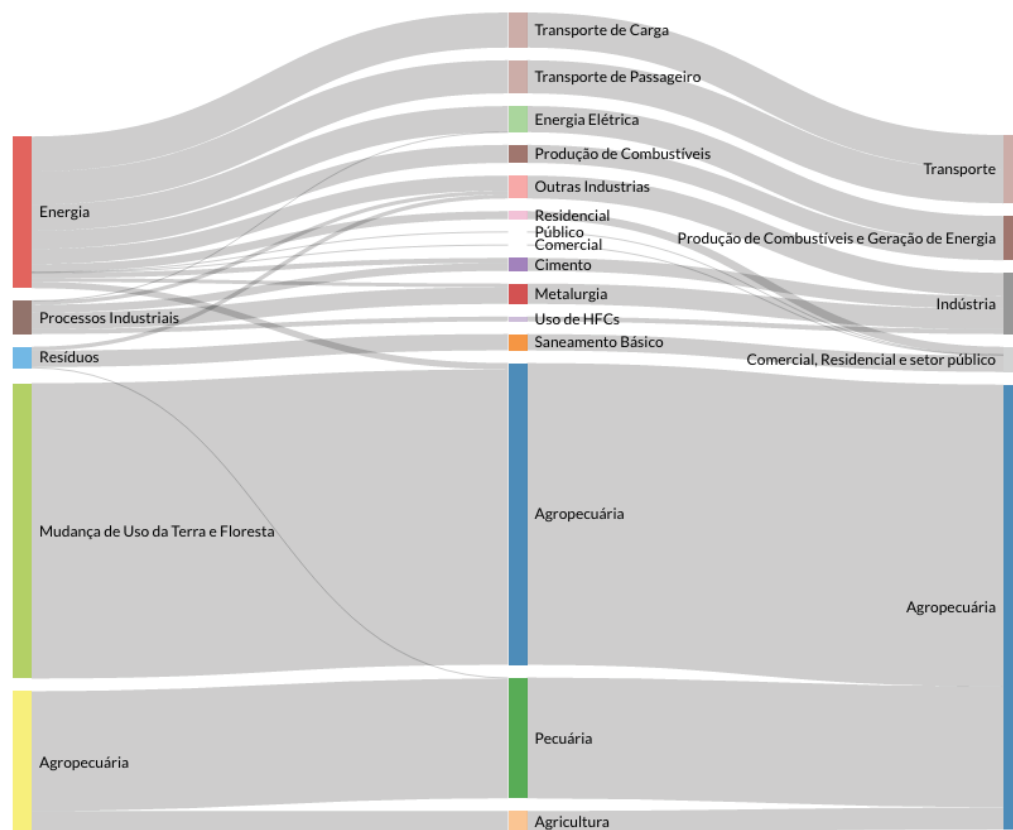 Energia
Processos Industriais
Resíduos
Mudança de Uso da Terra e Floresta
Agropecuária
Transporte de Carga
Transporte de Passageiro
Energia Elétrica
Produção de Combustíveis
Outras Industrias
Residencial
Público
Comercial
Cimento
Metalurgia
Uso de HFCs
Saneamento Básico
Agropecuária
Pecuária
Agricultura
Transporte
Produção de Combustíveis e Geração de Energia
Indústria
Comercial, Residencial e setor público
Agropecuária